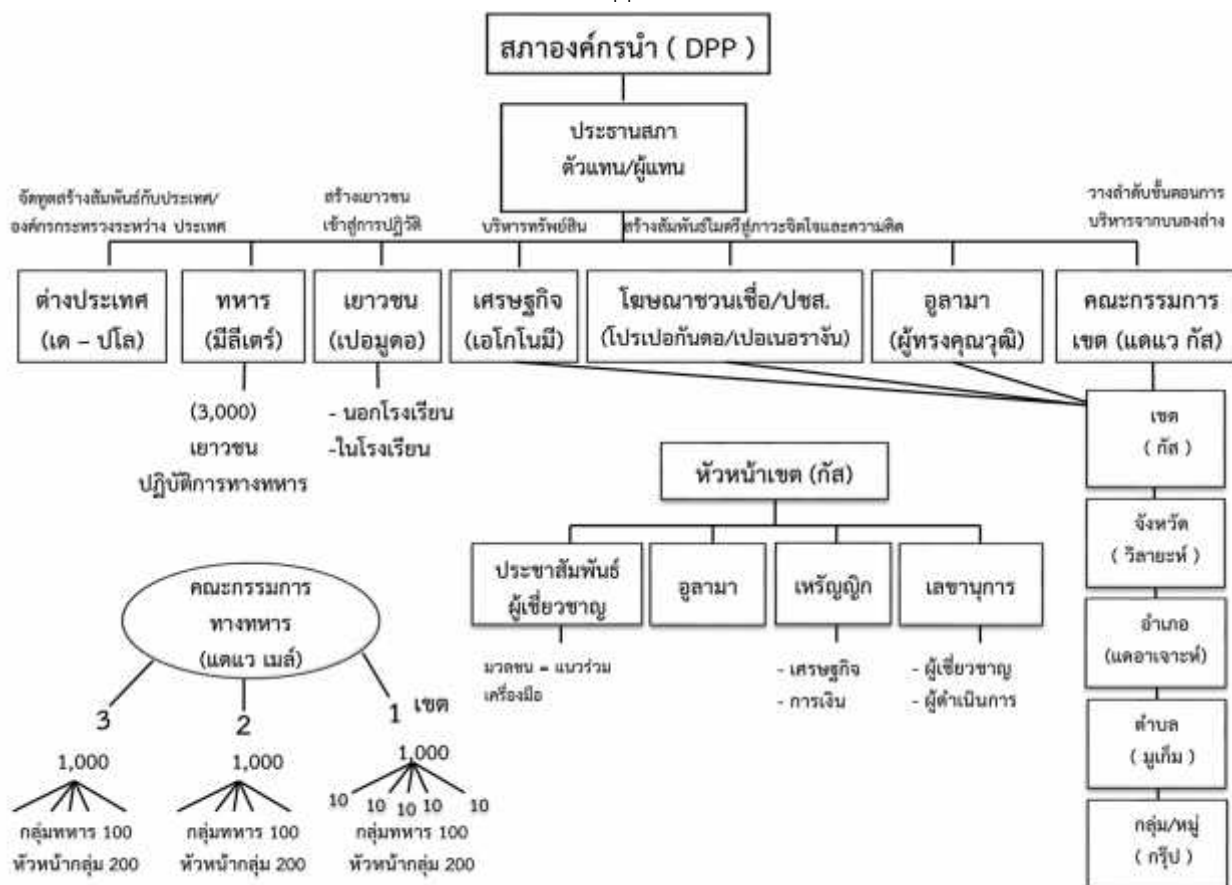 สภาองค์กรนำ ( DPP )
ประธานสภา
ตัวแทน/ผู้แทน
จัดทูตสร้างสัมพันธ์กับประเทศ/
องค์กรกระทรวงระหว่าง ประเทศ
สร้างเยาวชน
เข้าสู่การปฏิวัติ
บริหารทรัพย์สิน
สร้างสัมพันธ์ไมตรีสู่ภาวะจิตใจและความคิด
วางลำดับขั้นตอนการ
บริหารจากบนลงล่าง
ต่างประเทศ
(เด – ปโล)
ทหาร
(มีลีเตร์)
เยาวชน
(เปอมูดอ)
เศรษฐกิจ
(เอโกโนมี)
โฆษณาชวนเชื่อ/ปชส.
(โปรเปอกันดอ/เปอเนอรางัน)
อูลามา
(ผู้ทรงคุณวุฒิ)
คณะกรรมการ
เขต (แดแว กัส)
(3,000)
เยาวชน
ปฏิบัติการทางทหาร
- นอกโรงเรียน
-ในโรงเรียน
เขต
( กัส )
จังหวัด
( วิลายะห์ )
อำเภอ
(แดอาเจาะห์)
ตำบล
( มูเก็ม )
กลุ่ม/หมู่
( กรุ๊ป )
หัวหน้าเขต (กัส)
ประชาสัมพันธ์
ผู้เชี่ยวชาญ
อูลามา
เหรัญญิก
เลขานุการ
มวลชน = แนวร่วม
เครื่องมือ
- เศรษฐกิจ
- การเงิน
- ผู้เชี่ยวชาญ
- ผู้ดำเนินการ
คณะกรรมการ
ทางทหาร
(แดแว เมล์)
3
2
1 เขต
1,000
1,000
1,000
10 10 10 10 10
กลุ่มทหาร 100
หัวหน้ากลุ่ม 200
กลุ่มทหาร 100
หัวหน้ากลุ่ม 200
กลุ่มทหาร 100
หัวหน้ากลุ่ม 200